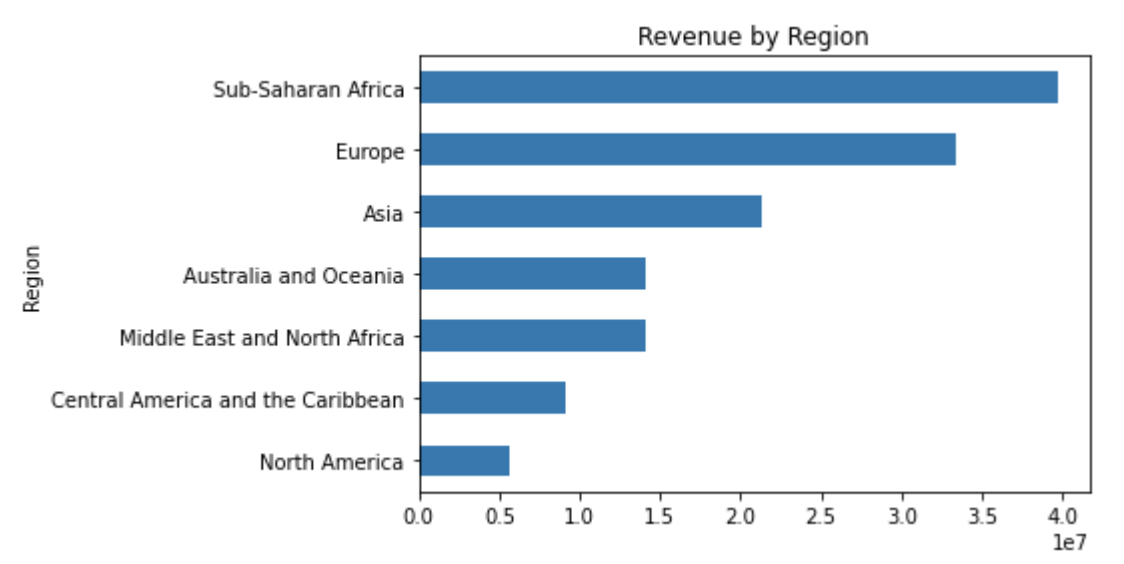 Revenue by Region
Sub-Saharan Africa
Europe
Asia
Australia and Oceania
Middle East and North Africa
Central America and the Caribbean
North America
Region
0.0 0.5 1.0 1.5 2.0 2.5 3.0 3.5 4.0
1e7